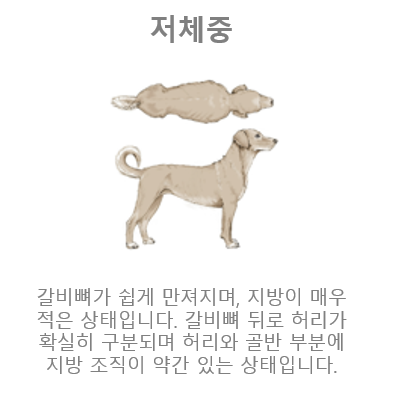 저체중
갈비뼈가 쉽게 만져지며, 지방이 매우
적은 상태입니다. 갈비뼈 뒤로 허리가
확실히 구분되며 허리와 골반 부분에
지방 조직이 약간 있는 상태입니다.